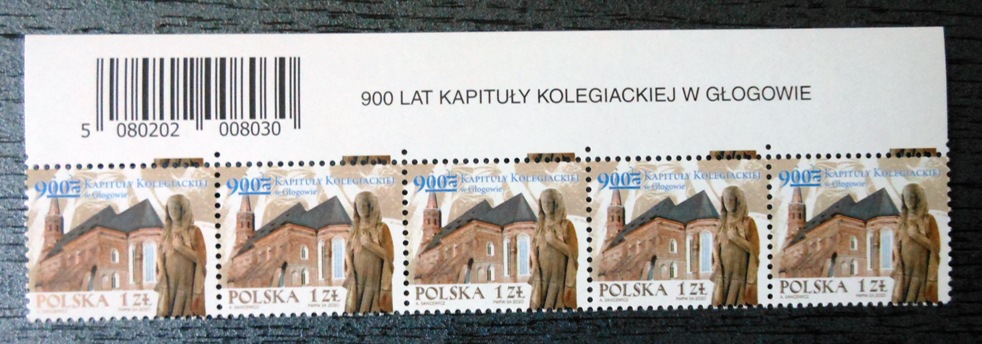 900 LAT KAPITUŁY KOLEGIACKIEJ W GŁOGOWIE
5 080202 008030
900 LAT KAPITUŁY KOLEGIACKIEJ
w Głogowie
POLSKA 1 ZŁ
900 LAT KAPITUŁY KOLEGIACKIEJ
w Głogowie
POLSKA 1 ZŁ
900 LAT KAPITUŁY KOLEGIACKIEJ
w Głogowie
POLSKA 1 ZŁ
900 LAT KAPITUŁY KOLEGIACKIEJ
w Głogowie
POLSKA 1 ZŁ
900 LAT KAPITUŁY KOLEGIACKIEJ
w Głogowie
POLSKA 1 ZŁ